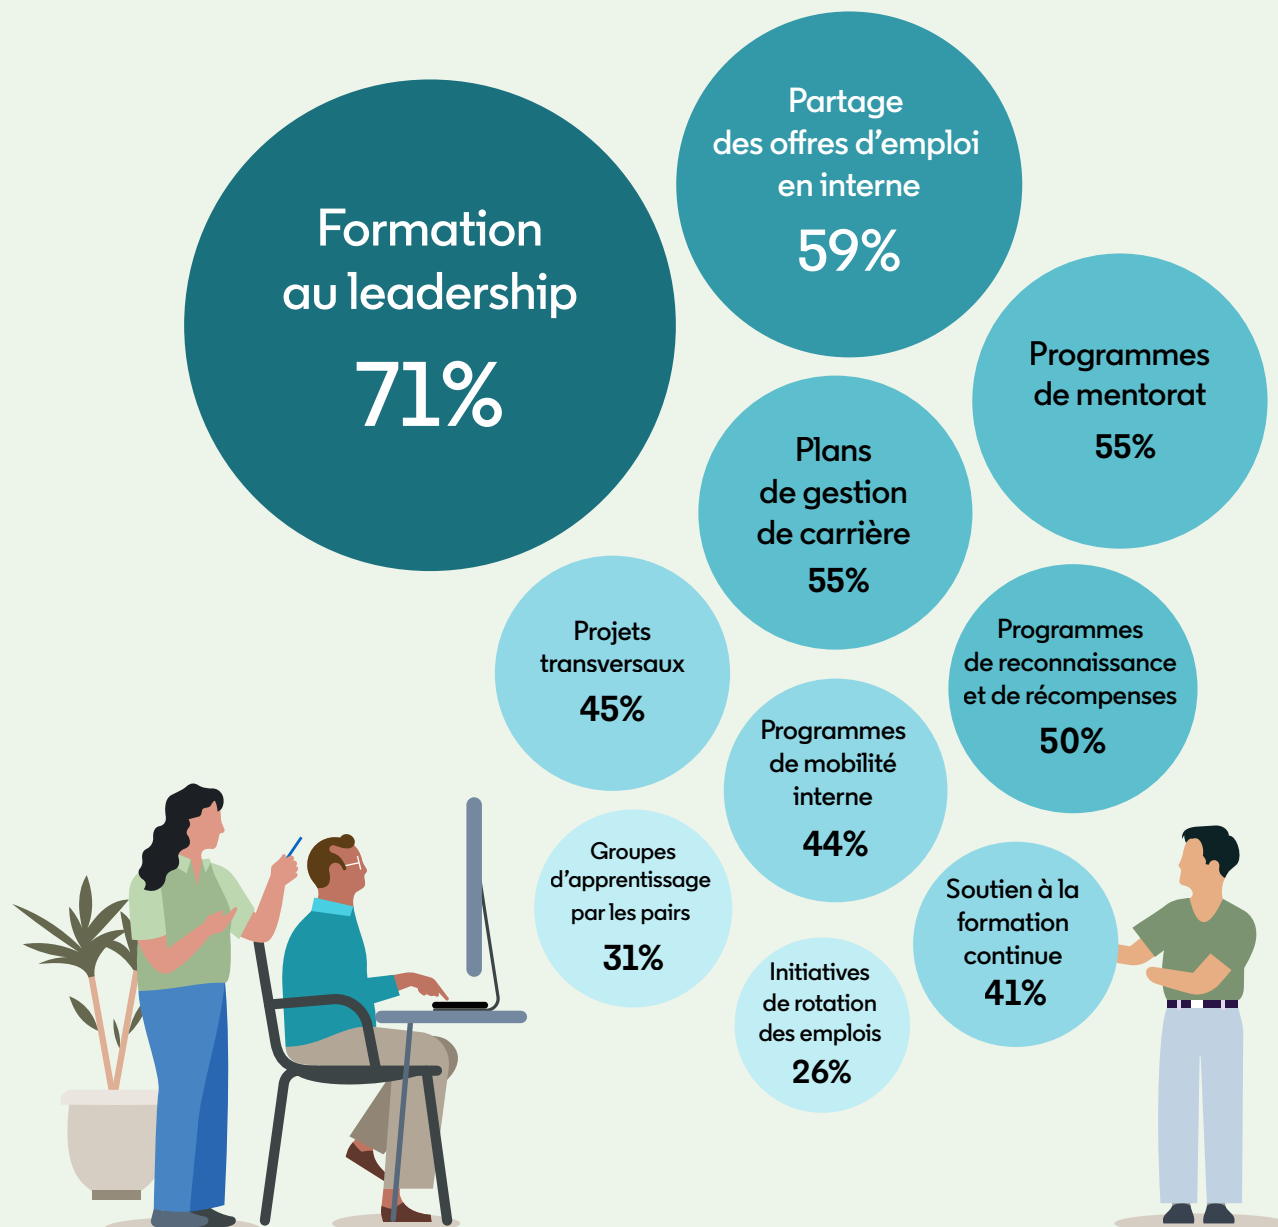 Formation
au leadership
71%
Partage
des offres d’emploi
en interne
59%
Programmes
de mentorat
55%
Plans
de gestion
de carrière
55%
Projets
transversaux
45%
Programmes
de reconnaissance
et de récompenses
50%
Programmes
de mobilité
interne
44%
Groupes
d’apprentissage
par les pairs
31%
Soutien à la
formation
continue
41%
Initiatives
de rotation
des emplois
26%